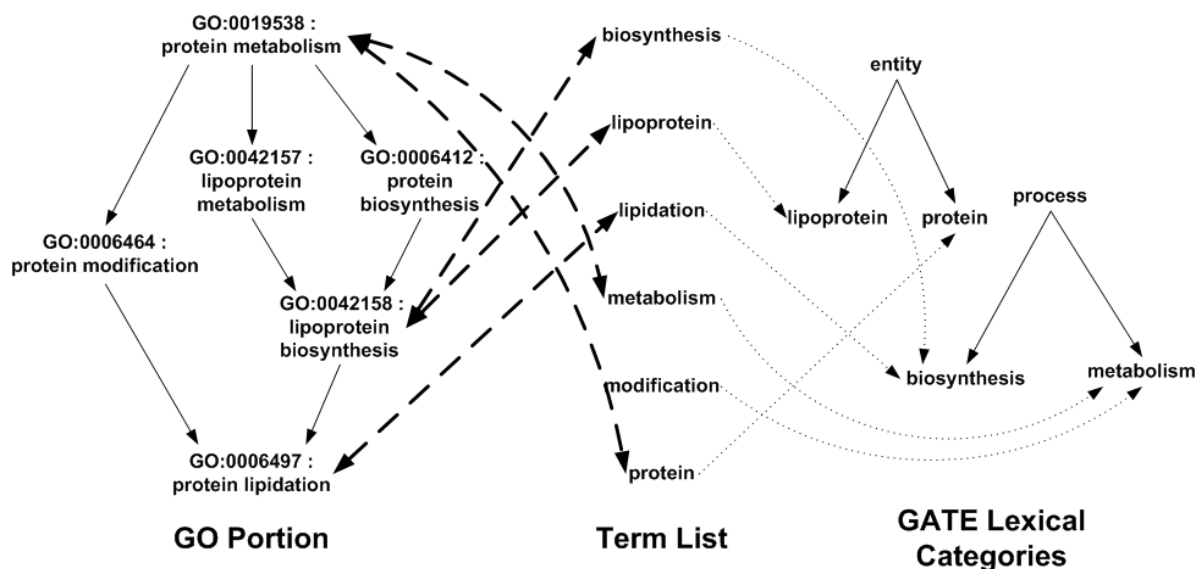 GO:0019538 :
protein metabolism
GO:0042157 :
lipoprotein
metabolism
GO:0006412 :
protein
biosynthesis
GO:0006464 :
protein modification
GO:0042158 :
lipoprotein
biosynthesis
GO:0006497 :
protein lipidation
GO Portion
biosynthesis
lipoprotein
lipidation
metabolism
modification
protein
Term List
entity
lipoprotein
protein
process
biosynthesis
metabolism
GATE Lexical
Categories